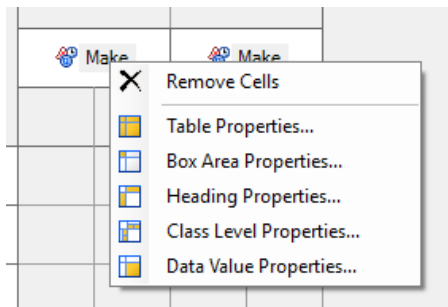 Make Make
Remove Cells
Table Properties...
Box Area Properties...
Heading Properties...
Class Level Properties...
Data Value Properties...